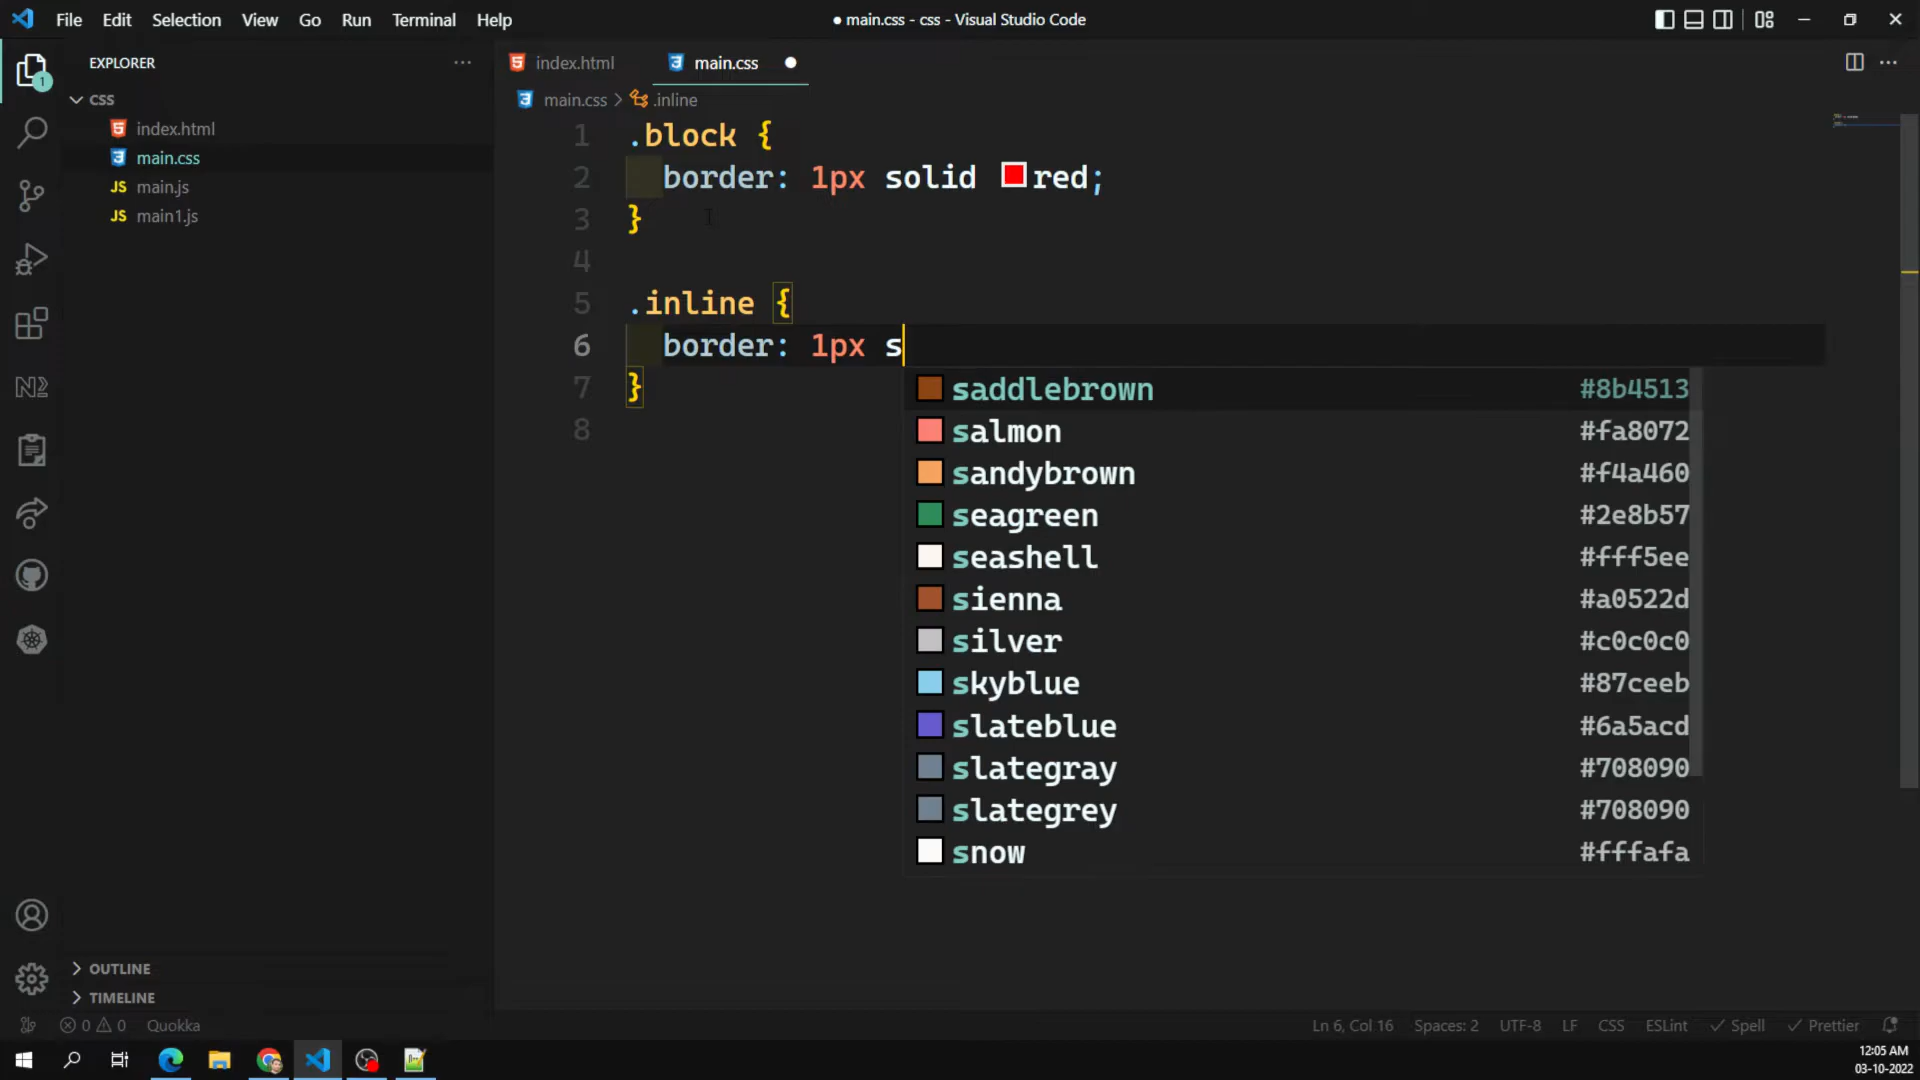 File Edit Selection View Go Run Terminal Help
● main.css - css - Visual Studio Code
EXPLORER
1
CSS
index.html
main.css
JS main.js
JS main1.js
OUTLINE
TIMELINE
index.html
main.css
main.css > .inline
1 .block {
2 border: 1px solid red;
3 }
4
5 .inline {
6 border: 1px s
7 }
8
saddlebrown #8b4513
salmon #fa8072
sandybrown #f4a460
seagreen #2e8b57
seashell #fff5ee
sienna #a0522d
silver #c0c0c0
skyblue #87ceeb
slateblue #6a5acd
slategray #708090
slategrey #708090
snow #fffafa
0 0 Quokka
Ln 6, Col 16 Spaces: 2 UTF-8 LF CSS ESLint Spell Prettier
12:05 AM
03-10-2022